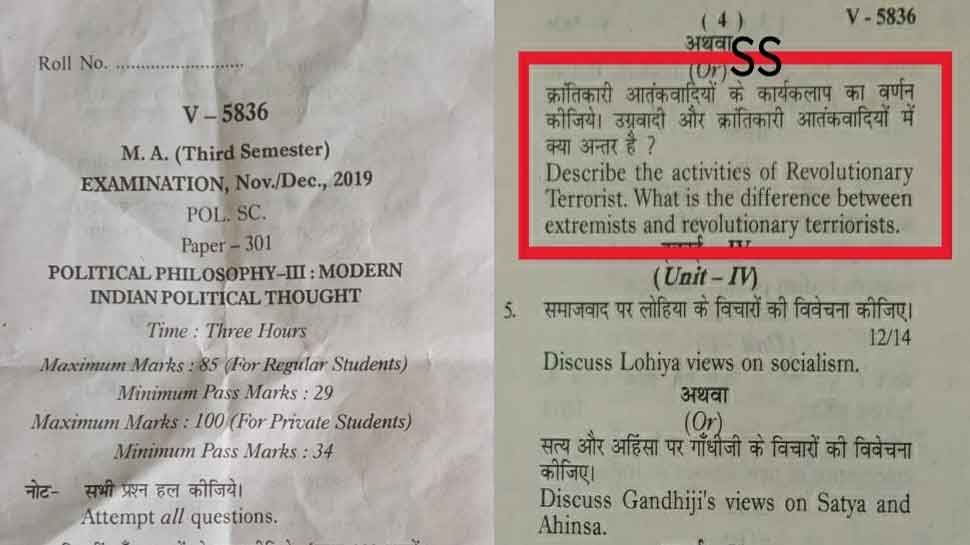 Roll No. ............................
V – 5836
M. A. (Third Semester)
EXAMINATION, Nov./Dec., 2019
POL. SC.
Paper – 301
POLITICAL PHILOSOPHY–III : MODERN
INDIAN POLITICAL THOUGHT
Time : Three Hours
Maximum Marks : 85 (For Regular Students)
Minimum Pass Marks : 29
Maximum Marks : 100 (For Private Students)
Minimum Pass Marks : 34
नोट– सभी प्रश्न हल कीजिये।
Attempt all questions.
( 4 ) V - 5836
अथवा
SS
(Or)
क्रांतिकारी आतंकवादियों के कार्यकलाप का वर्णन
कीजिये। उग्रवादी और क्रांतिकारी आतंकवादियों में
क्या अन्तर है ?
Describe the activities of Revolutionary
Terrorist. What is the difference between
extremists and revolutionary terriorists.
(Unit – IV)
5. समाजवाद पर लोहिया के विचारों की विवेचना कीजिए।
12/14
Discuss Lohiya views on socialism.
अथवा
(Or)
सत्य और अहिंसा पर गाँधीजी के विचारों की विवेचना
कीजिए।
Discuss Gandhiji's views on Satya and
Ahinsa.